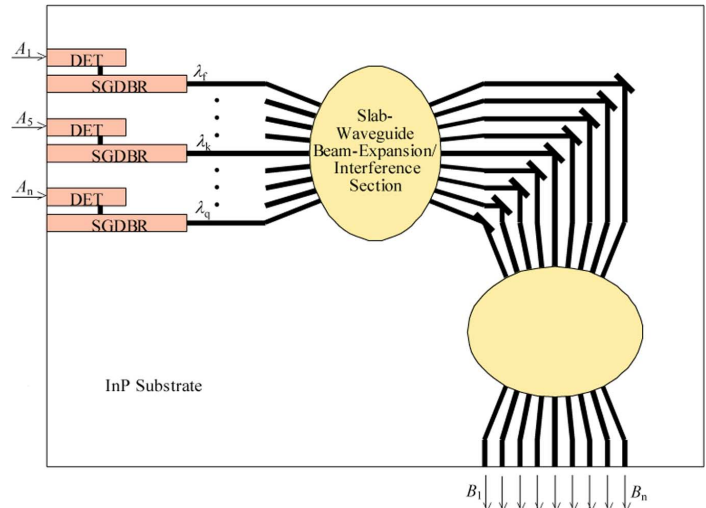 A1
DET
SGDBR
λf
A5
DET
SGDBR
λk
An
DET
SGDBR
λq
Slab-
Waveguide
Beam-Expansion/
Interference
Section
InP Substrate
B1
Bn